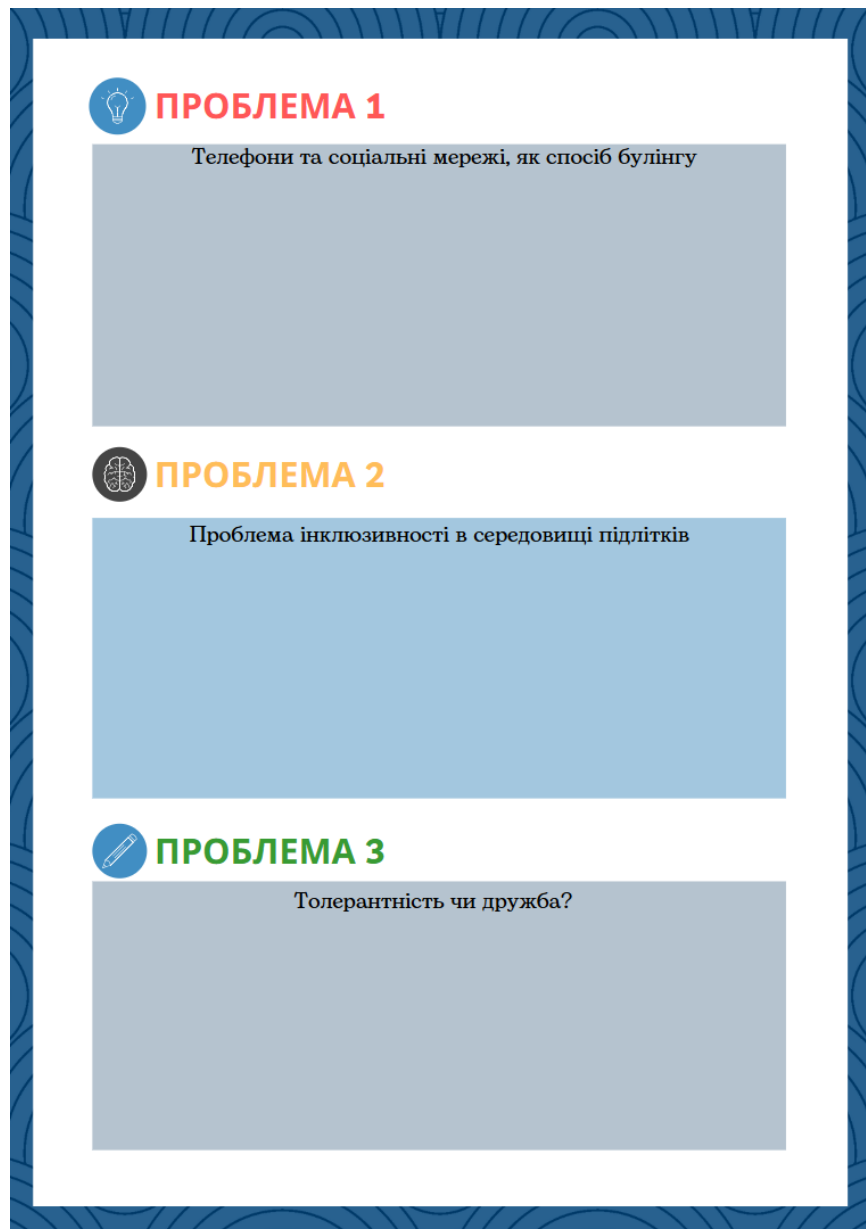 ПРОБЛЕМА 1
Телефони та соціальні мережі, як спосіб булінгу
ПРОБЛЕМА 2
Проблема інклюзивності в середовищі підлітків
ПРОБЛЕМА 3
Толерантність чи дружба?